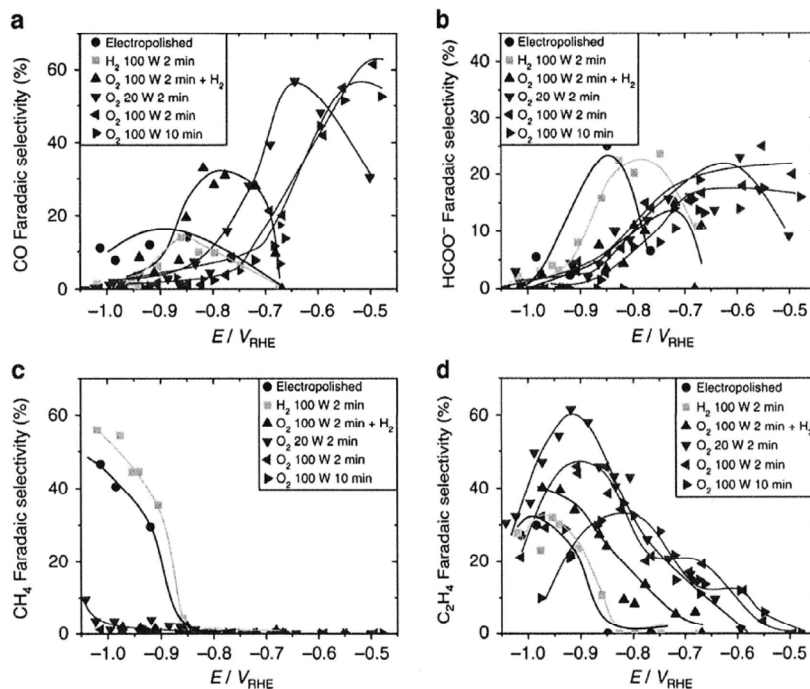 a
CO Faradaic selectivity (%)
60
40
20
0
Electropolished
H₂ 100 W 2 min
O₂ 100 W 2 min + H₂
O₂ 20 W 2 min
O₂ 100 W 2 min
O₂ 100 W 10 min
−1.0 −0.9 −0.8 −0.7 −0.6 −0.5
E / V_RHE
b
HCOO⁻ Faradaic selectivity (%)
40
30
20
10
0
Electropolished
H₂ 100 W 2 min
O₂ 100 W 2 min + H₂
O₂ 20 W 2 min
O₂ 100 W 2 min
O₂ 100 W 10 min
−1.0 −0.9 −0.8 −0.7 −0.6 −0.5
E / V_RHE
c
CH₄ Faradaic selectivity (%)
60
40
20
0
Electropolished
H₂ 100 W 2 min
O₂ 100 W 2 min + H₂
O₂ 20 W 2 min
O₂ 100 W 2 min
O₂ 100 W 10 min
−1.0 −0.9 −0.8 −0.7 −0.6 −0.5
E / V_RHE
d
C₂H₄ Faradaic selectivity (%)
60
40
20
0
Electropolished
H₂ 100 W 2 min
O₂ 100 W 2 min + H₂
O₂ 20 W 2 min
O₂ 100 W 2 min
O₂ 100 W 10 min
−1.0 −0.9 −0.8 −0.7 −0.6 −0.5
E / V_RHE